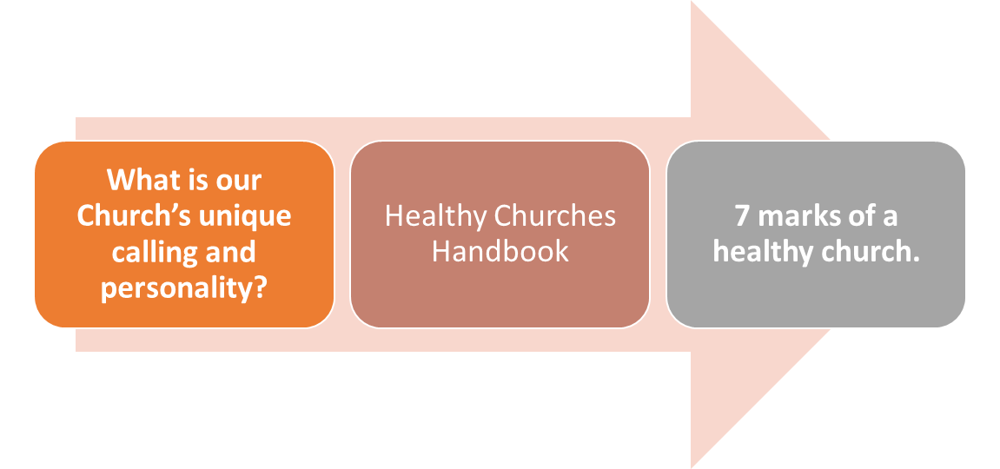 What is our
Church’s unique
calling and
personality?
Healthy Churches
Handbook
7 marks of a
healthy church.